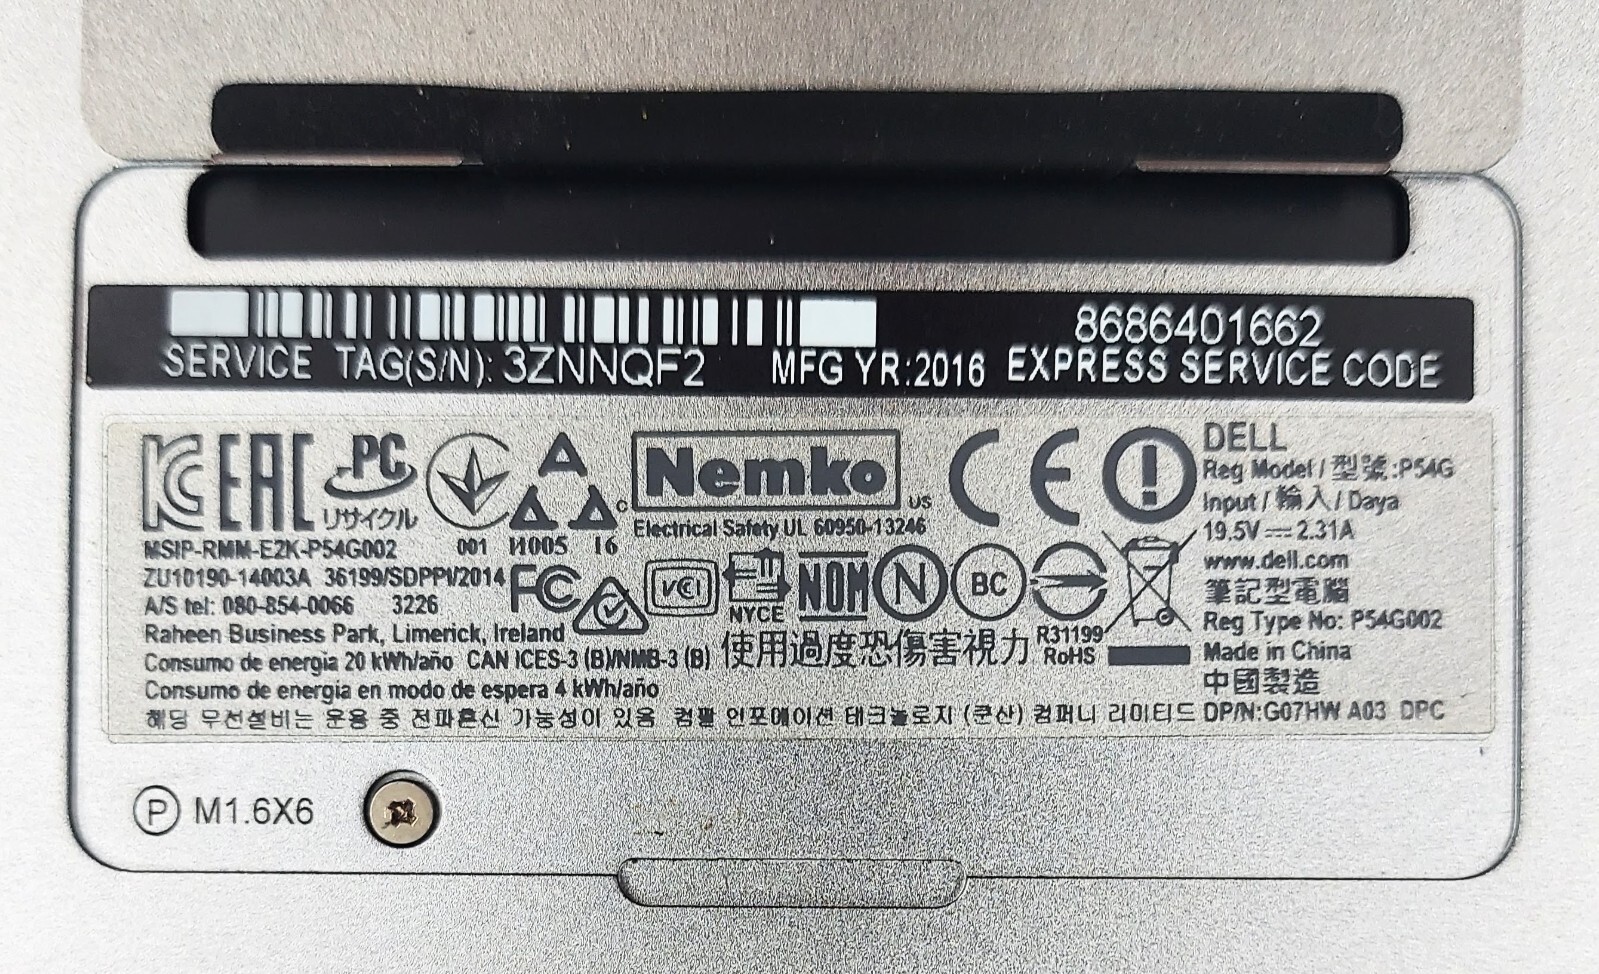 8686401662
SERVICE TAG(S/N): 3ZNNQF2 MFG YR:2016 EXPRESS SERVICE CODE
EAC PC
リサイクル
Nemko
C US
CE
DELL
Reg Model / 型號 :P54G
Input / 輸入 / Daya
19.5V 2.31A
www.dell.com
筆記型電腦
Reg Type No: P54G002
Made in China
中國製造
DP/N:G07HW A03 DPC
Electrical Safety UL 60950-13246
MSIP-RMM-E2K-P54G002 001 И005 16
ZU10190-14003A 36199/SDPPI/2014 FC VCI NYCE NOM N BC
A/S tel: 080-854-0066 3226
Raheen Business Park, Limerick, Ireland
Consumo de energia 20 kWh/año CAN ICES-3 (B)/NMB-3 (B) 使用過度恐傷害視力 R31199 RoHS
Consumo de energia en modo de espera 4 kWh/año
해당 무선설비는 운용 중 전파혼신 가능성이 있음 컴팔 인포메이션 테크놀로지 (쿤산) 컴퍼니 리미티드
P M1.6X6